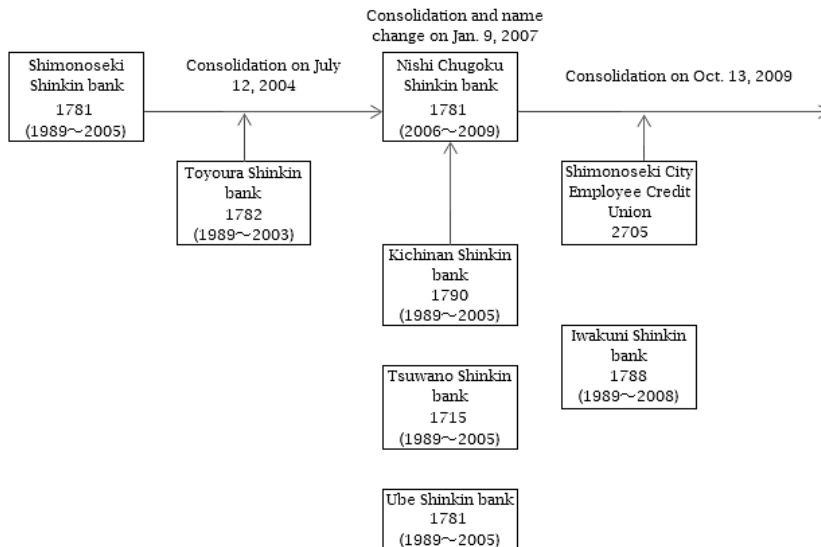 Consolidation and name
change on Jan. 9, 2007
Shimonoseki
Shinkin bank
1781
(1989～2005)
Consolidation on July
12, 2004
Nishi Chugoku
Shinkin bank
1781
(2006～2009)
Consolidation on Oct. 13, 2009
Toyoura Shinkin
bank
1782
(1989～2003)
Shimonoseki City
Employee Credit
Union
2705
Kichinan Shinkin
bank
1790
(1989～2005)
Iwakuni Shinkin
bank
1788
(1989～2008)
Tsuwano Shinkin
bank
1715
(1989～2005)
Ube Shinkin bank
1781
(1989～2005)